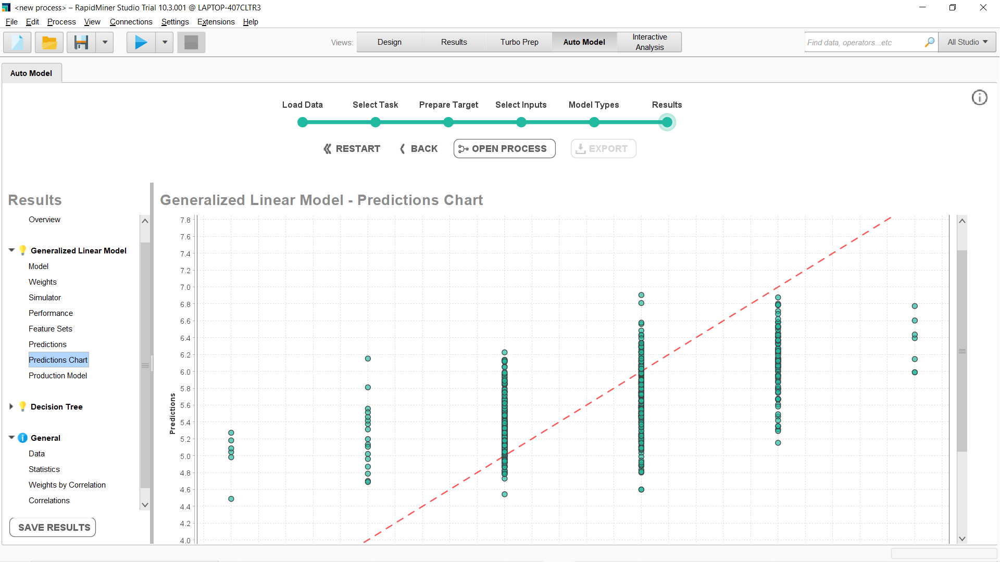 <new process> – RapidMiner Studio Trial 10.3.001 @ LAPTOP-407CLTR3
File Edit Process View Connections Settings Extensions Help
Views: Design Results Turbo Prep Auto Model Interactive Analysis
Find data, operators...etc
All Studio
Auto Model
Load Data Select Task Prepare Target Select Inputs Model Types Results
RESTART BACK OPEN PROCESS EXPORT
Results
Overview
Generalized Linear Model
Model
Weights
Simulator
Performance
Feature Sets
Predictions
Predictions Chart
Production Model
Decision Tree
General
Data
Statistics
Weights by Correlation
Correlations
SAVE RESULTS
Generalized Linear Model - Predictions Chart
Predictions
7.8
7.6
7.4
7.2
7.0
6.8
6.6
6.4
6.2
6.0
5.8
5.6
5.4
5.2
5.0
4.8
4.6
4.4
4.2
4.0